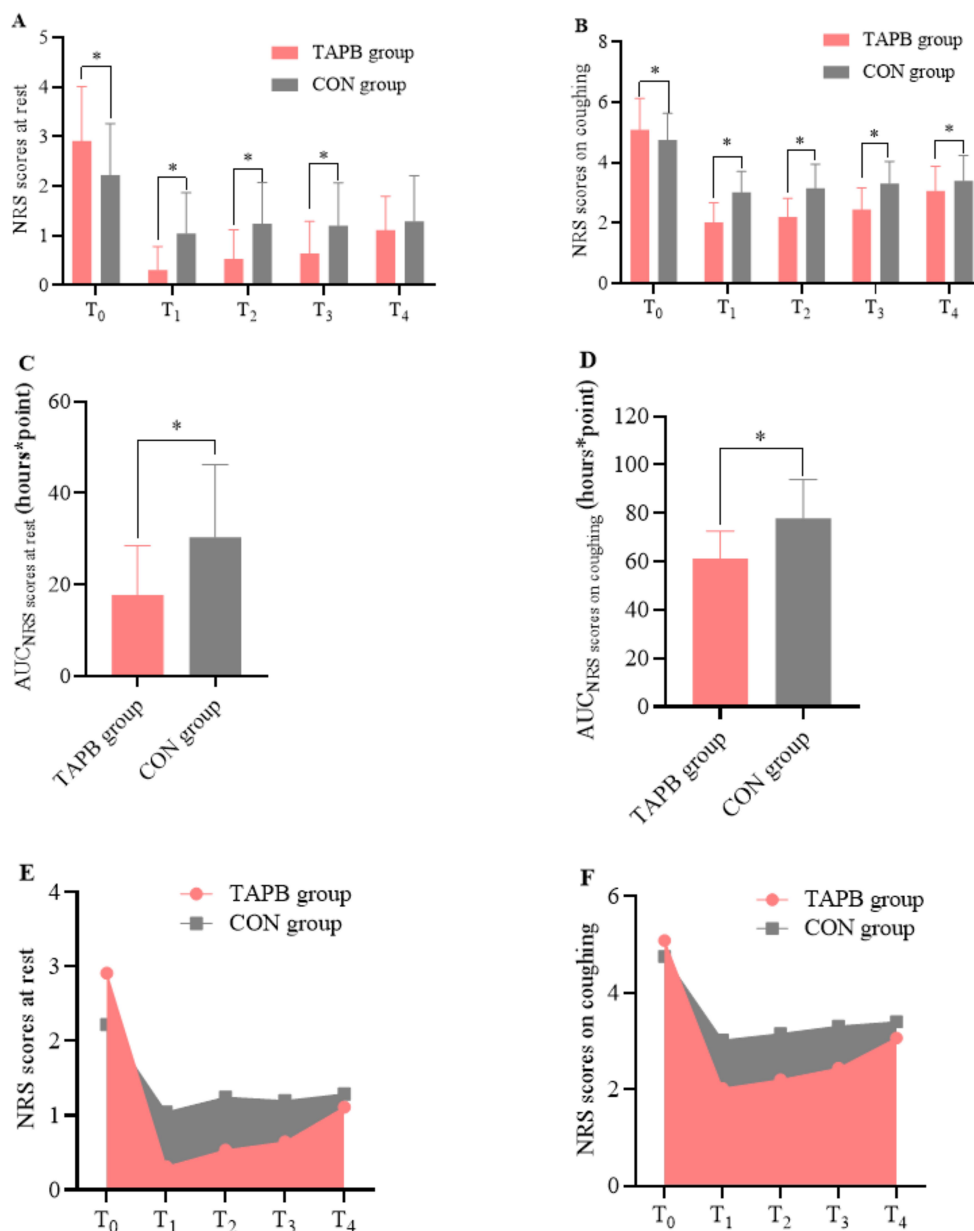 A
NRS scores at rest
5
4
3
2
1
0
TAPB group
CON group
*
*
*
*
T0
T1
T2
T3
T4
B
NRS scores on coughing
8
6
4
2
0
TAPB group
CON group
*
*
*
*
*
T0
T1
T2
T3
T4
C
AUCNRS scores at rest (hours*point)
60
40
20
0
*
TAPB group
CON group
D
AUCNRS scores on coughing (hours*point)
120
100
80
60
40
20
0
*
TAPB group
CON group
E
NRS scores at rest
4
3
2
1
0
TAPB group
CON group
T0
T1
T2
T3
T4
F
NRS scores on coughing
6
4
2
0
TAPB group
CON group
T0
T1
T2
T3
T4